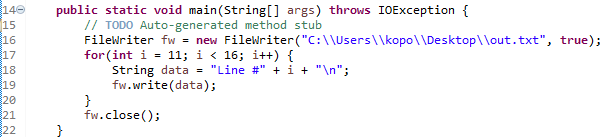 14 public static void main(String[] args) throws IOException {
15 // TODO Auto-generated method stub
16 FileWriter fw = new FileWriter("C:\\Users\\kopo\\Desktop\\out.txt", true);
17 for(int i = 11; i < 16; i++) {
18 String data = "Line #" + i + "\n";
19 fw.write(data);
20 }
21 fw.close();
22 }